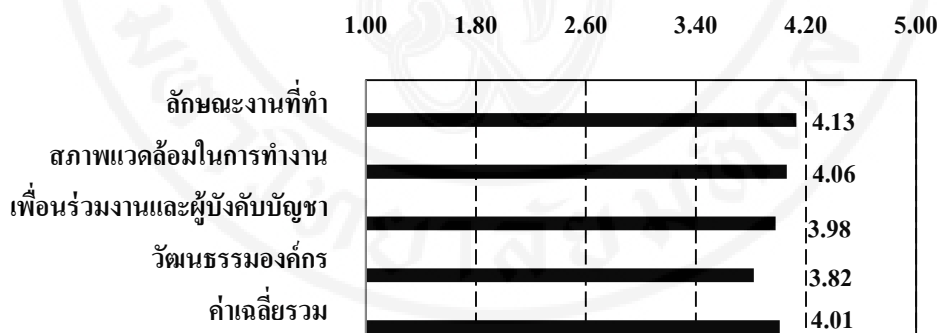 1.00 1.80 2.60 3.40 4.20 5.00
ลักษณะงานที่ทำ 4.13
สภาพแวดล้อมในการทำงาน 4.06
เพื่อนร่วมงานและผู้บังคับบัญชา 3.98
วัฒนธรรมองค์กร 3.82
ค่าเฉลี่ยรวม 4.01